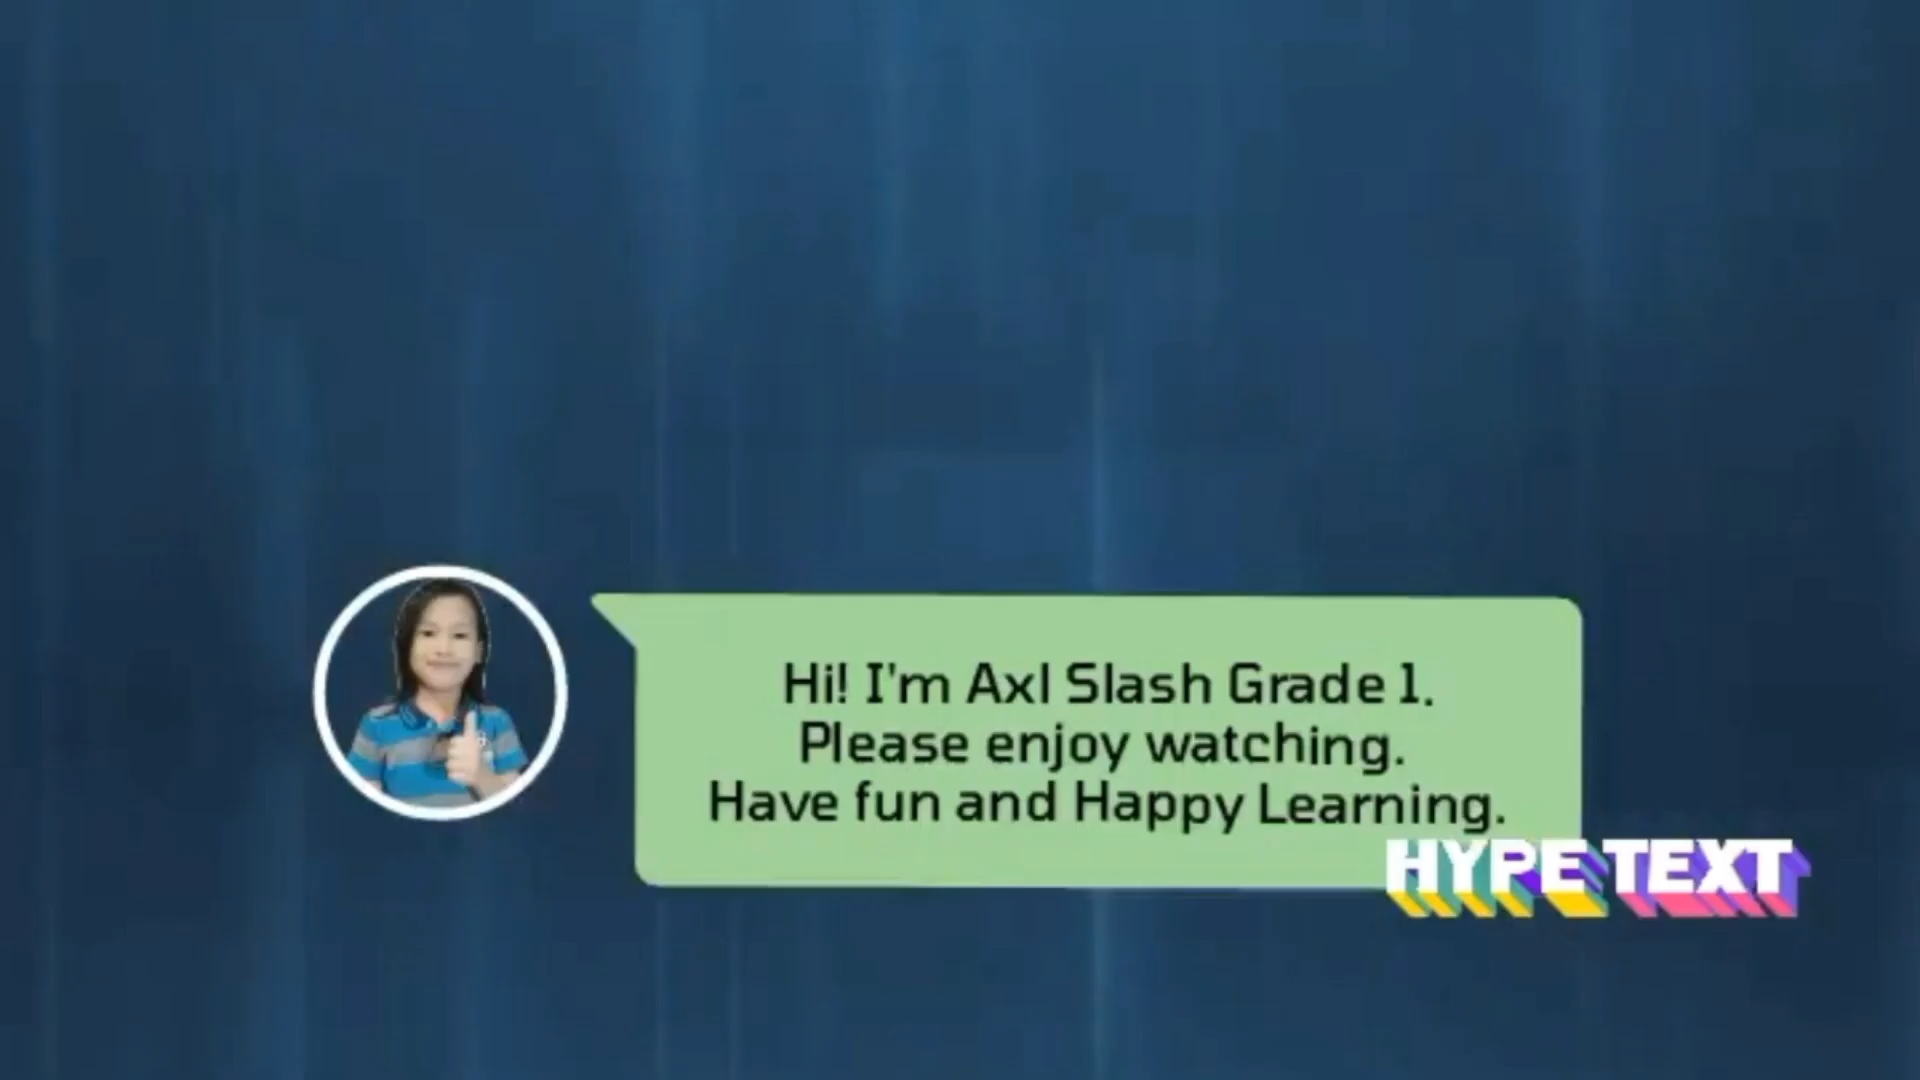 Hi! I'm Axl Slash Grade 1.
Please enjoy watching.
Have fun and Happy Learning.
HYPE TEXT